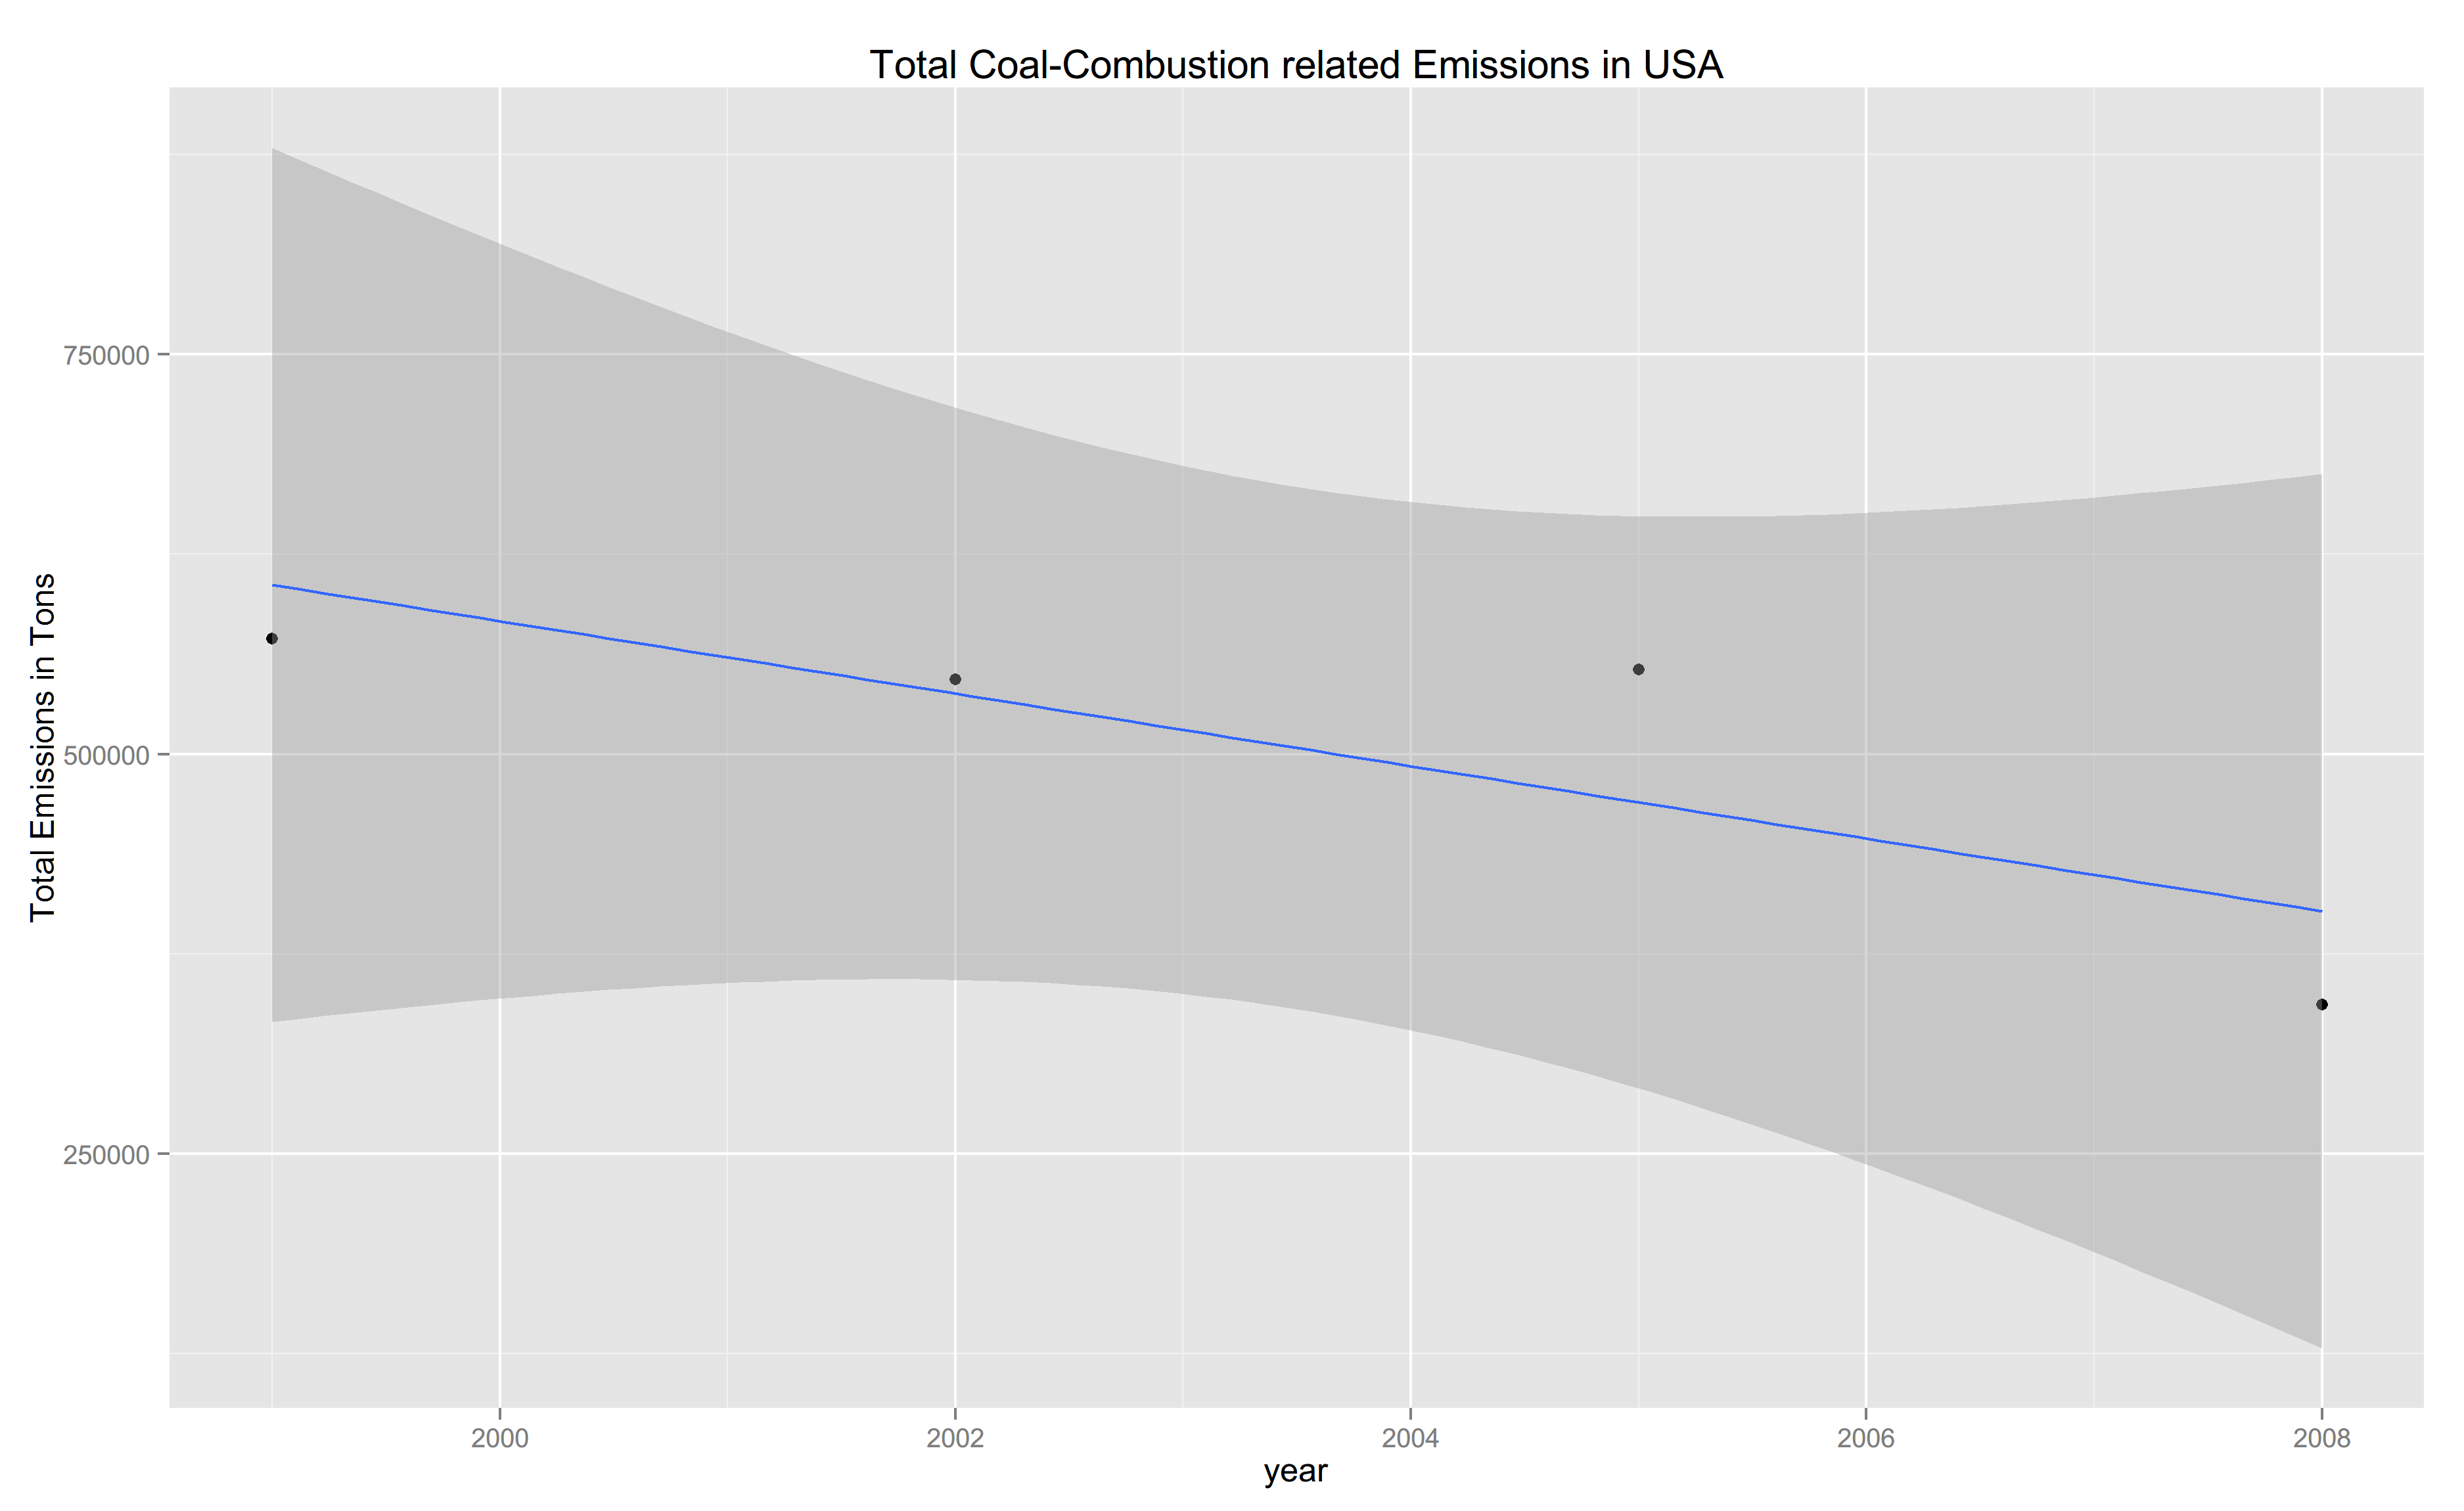 Total Coal-Combustion related Emissions in USA
Total Emissions in Tons
750000
500000
250000
2000
2002
2004
2006
2008
year